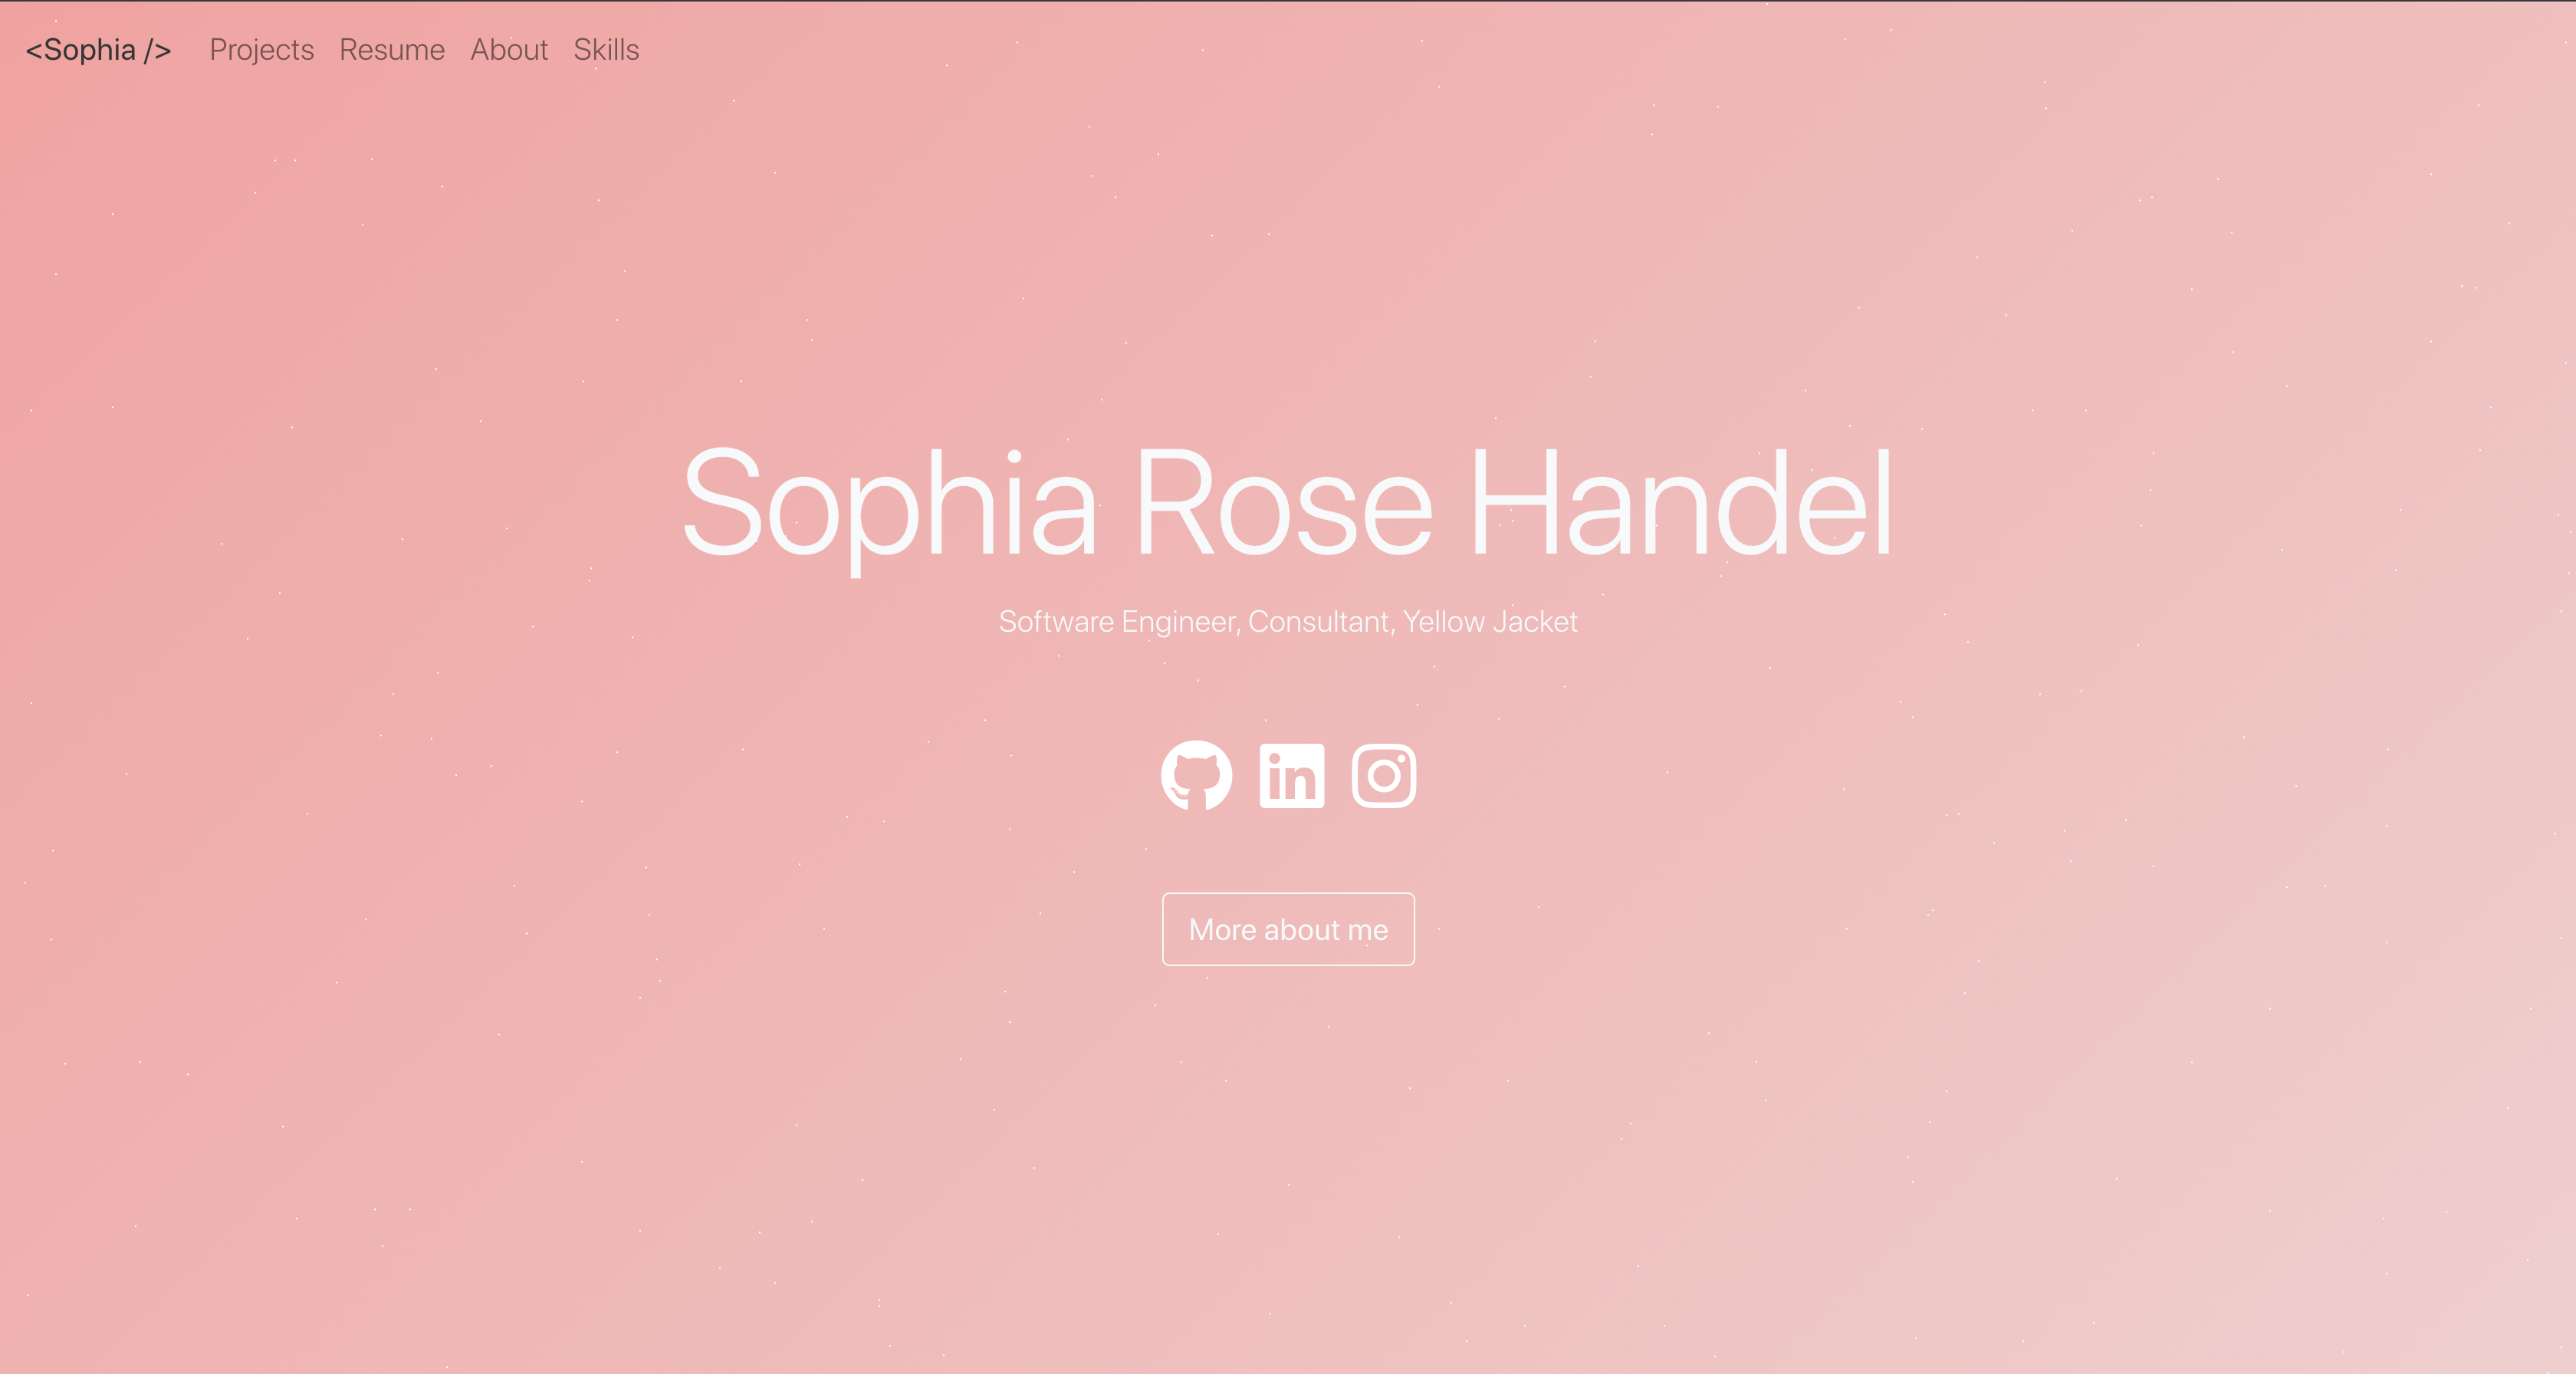 <Sophia /> Projects Resume About Skills
Sophia Rose Handel
Software Engineer, Consultant, Yellow Jacket
in
More about me